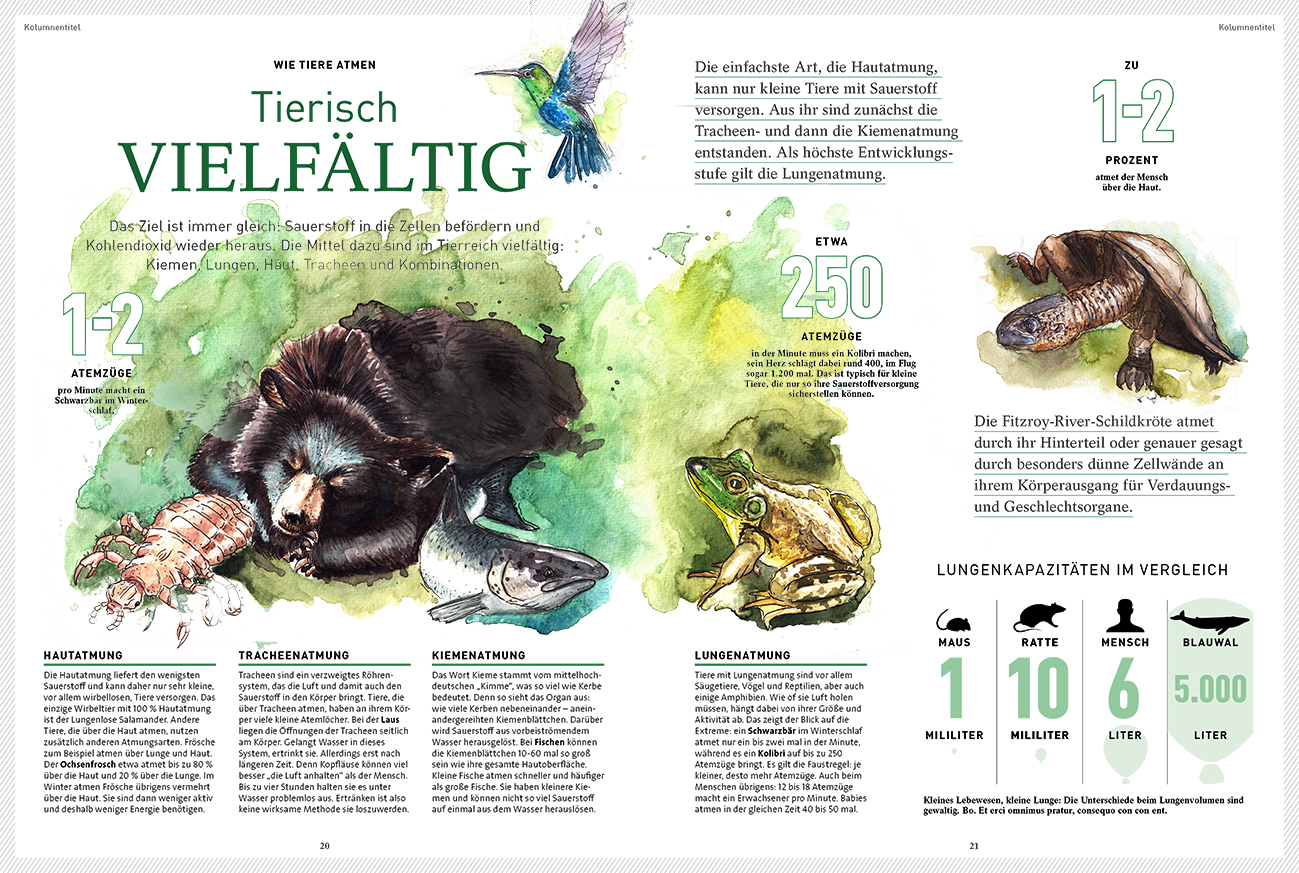 Kolumnentitel
Kolumnentitel
WIE TIERE ATMEN
Tierisch
VIELFÄLTIG
Das Ziel ist immer gleich: Sauerstoff in die Zellen befördern und
Kohlendioxid wieder heraus. Die Mittel dazu sind im Tierreich vielfältig:
Kiemen, Lungen, Haut, Tracheen und Kombinationen.
1-2
ATEMZÜGE
pro Minute macht ein
Schwarzbär im Winter-
schlaf.
HAUTATMUNG
Die Hautatmung liefert den wenigsten
Sauerstoff und kann daher nur sehr kleine,
vor allem wirbellosen, Tiere versorgen. Das
einzige Wirbeltier mit 100 % Hautatmung
ist der Lungenlose Salamander. Andere
Tiere, die über die Haut atmen, nutzen
zusätzlich anderen Atmungsarten. Frösche
zum Beispiel atmen über Lunge und Haut.
Der Ochsenfrosch etwa atmet bis zu 80 %
über die Haut und 20 % über die Lunge. Im
Winter atmen Frösche übrigens vermehrt
über die Haut. Sie sind dann weniger aktiv
und deshalb weniger Energie benötigen.
TRACHEENATMUNG
Tracheen sind ein verzweigtes Röhren-
system, das die Luft und damit auch den
Sauerstoff in den Körper bringt. Tiere, die
über Tracheen atmen, haben an ihrem Kör-
per viele kleine Atemlöcher. Bei der Laus
liegen die Öffnungen der Tracheen seitlich
am Körper. Gelangt Wasser in dieses
System, ertrinkt sie. Allerdings erst nach
längeren Zeit. Denn Kopfläuse können viel
besser „die Luft anhalten“ als der Mensch.
Bis zu vier Stunden halten sie es unter
Wasser problemlos aus. Ertränken ist also
keine wirksame Methode sie loszuwerden.
KIEMENATMUNG
Das Wort Kieme stammt vom mittelhoch-
deutschen „Kimme“, was so viel wie Kerbe
bedeutet. Denn so sieht das Organ aus:
wie viele Kerben nebeneinander – anein-
andergereihten Kiemenblättchen. Darüber
wird Sauerstoff aus vorbeiströmendem
Wasser herausgelöst. Bei Fischen können
die Kiemenblättchen 10-60 mal so groß
sein wie ihre gesamte Hautoberfläche.
Kleine Fische atmen schneller und häufiger
als große Fische. Sie haben kleinere Kie-
men und können nicht so viel Sauerstoff
auf einmal aus dem Wasser herauslösen.
20
Die einfachste Art, die Hautatmung,
kann nur kleine Tiere mit Sauerstoff
versorgen. Aus ihr sind zunächst die
Tracheen- und dann die Kiemenatmung
entstanden. Als höchste Entwicklungs-
stufe gilt die Lungenatmung.
ZU
1-2
PROZENT
atmet der Mensch
über die Haut.
ETWA
250
ATEMZÜGE
in der Minute muss ein Kolibri machen,
sein Herz schlägt dabei rund 400, im Flug
sogar 1.200 mal. Das ist typisch für kleine
Tiere, die nur so ihre Sauerstoffversorgung
sicherstellen können.
Die Fitzroy-River-Schildkröte atmet
durch ihr Hinterteil oder genauer gesagt
durch besonders dünne Zellwände an
ihrem Körperausgang für Verdauungs-
und Geschlechtsorgane.
LUNGENATMUNG
Tiere mit Lungenatmung sind vor allem
Säugetiere, Vögel und Reptilien, aber auch
einige Amphibien. Wie of sie Luft holen
müssen, hängt dabei von ihrer Größe und
Aktivität ab. Das zeigt der Blick auf die
Extreme: ein Schwarzbär im Winterschlaf
atmet nur ein bis zwei mal in der Minute,
während es ein Kolibri auf bis zu 250
Atemzüge bringt. Es gilt die Faustregel: je
kleiner, desto mehr Atemzüge. Auch beim
Menschen übrigens: 12 bis 18 Atemzüge
macht ein Erwachsener pro Minute. Babies
atmen in der gleichen Zeit 40 bis 50 mal.
LUNGENKAPAZITÄTEN IM VERGLEICH
MAUS
1
MILILITER
RATTE
10
MILILITER
MENSCH
6
LITER
BLAUWAL
5.000
LITER
Kleines Lebewesen, kleine Lunge: Die Unterschiede beim Lungenvolumen sind
gewaltig. Bo. Et erci omnimus pratur, consequo con con ent.
21